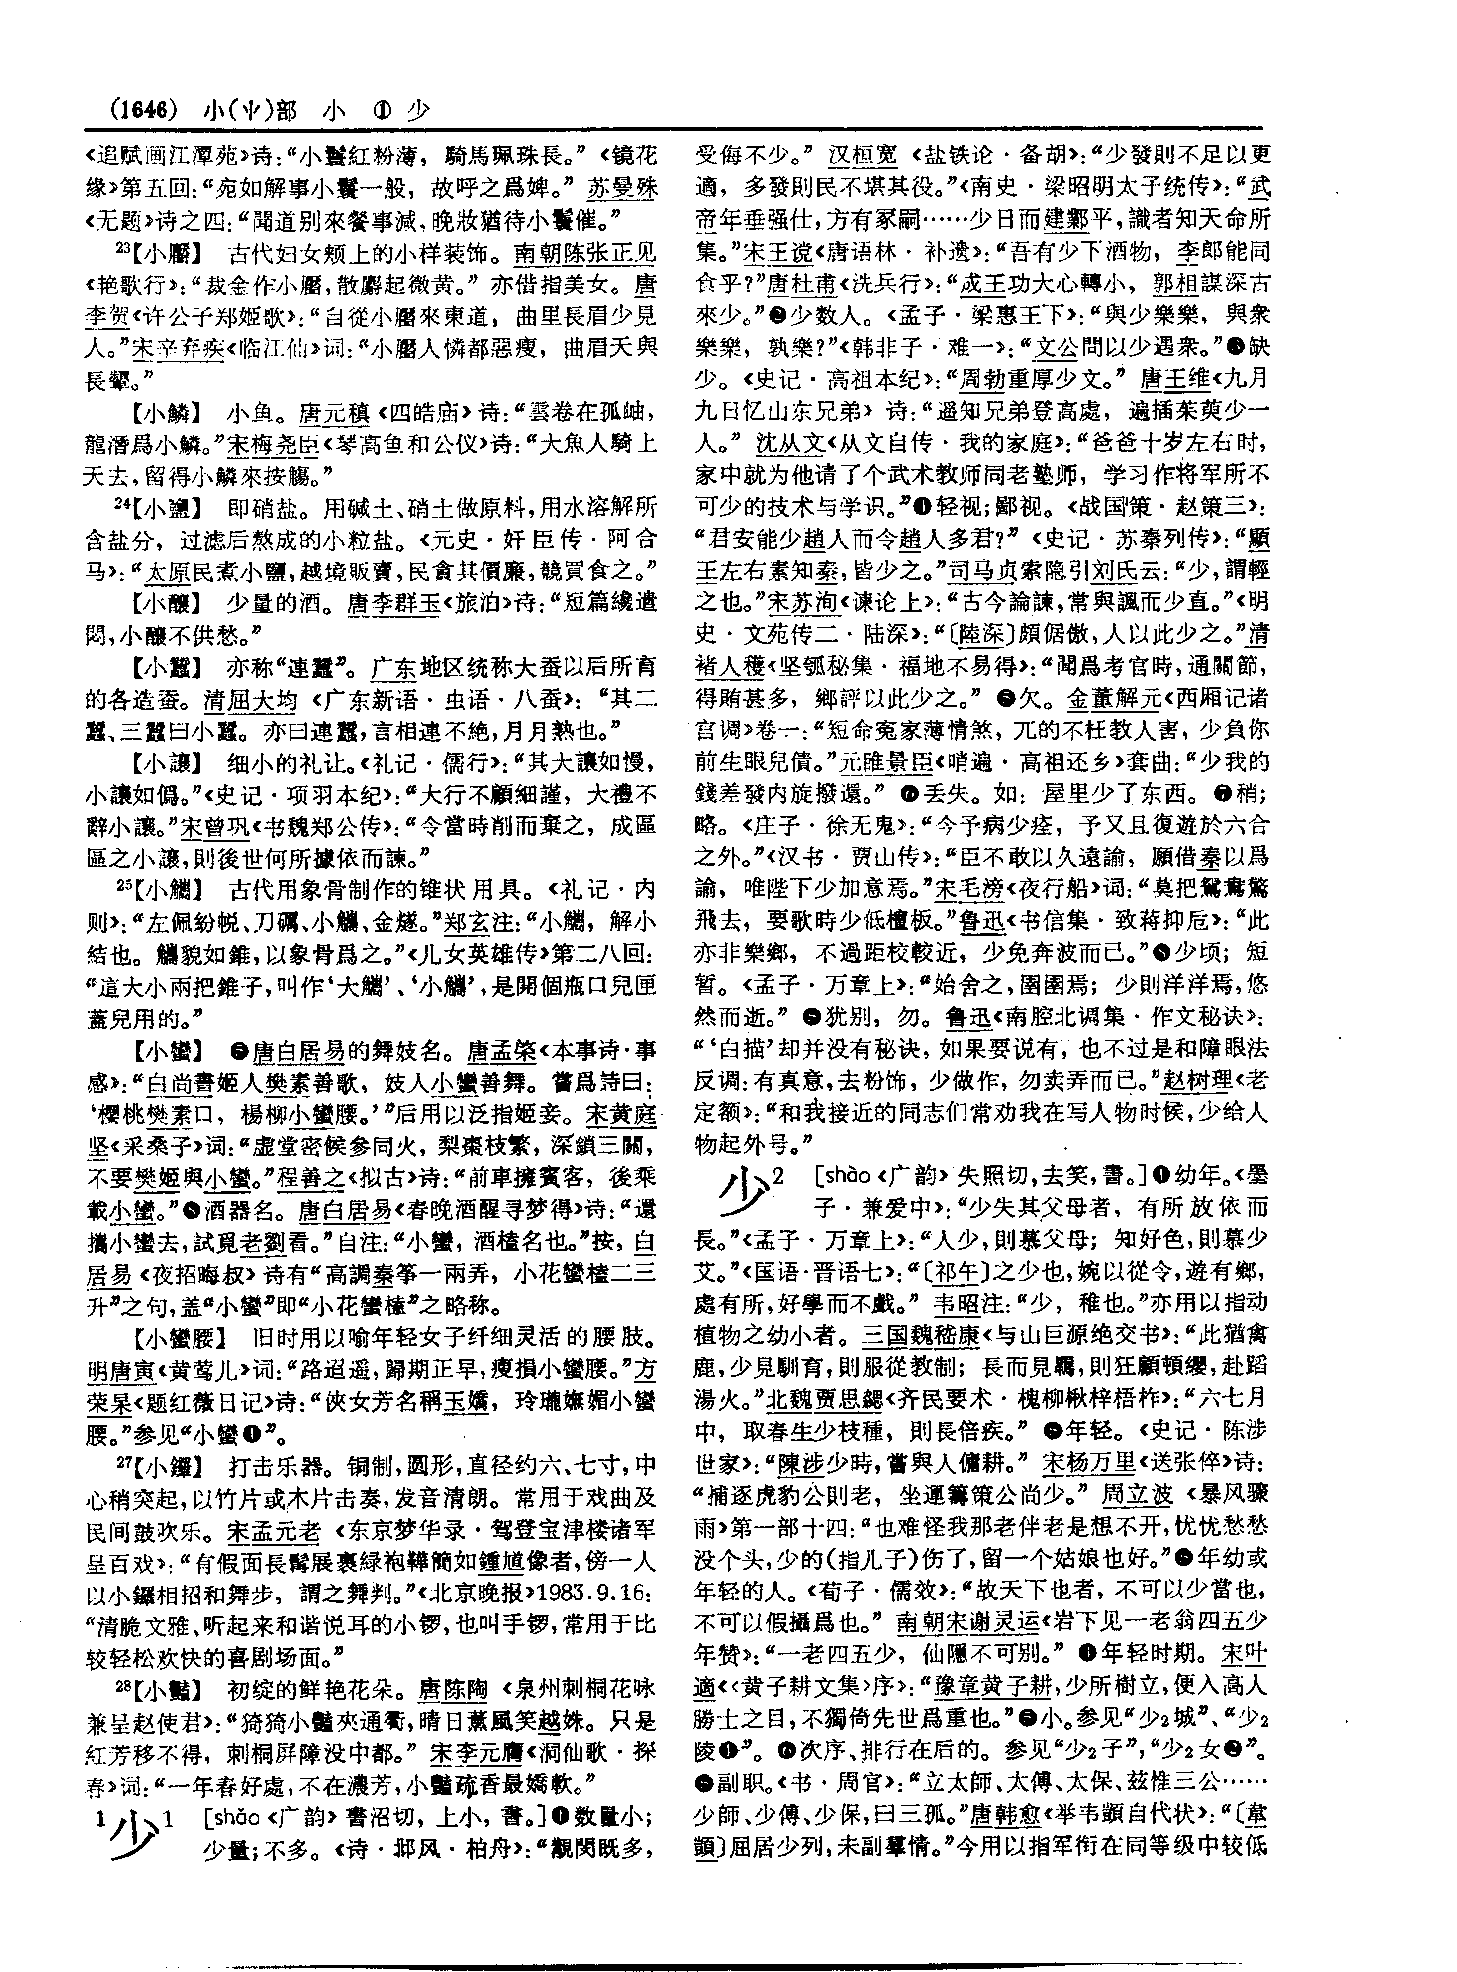 (1646) 小(⺌)部 小 ① 少
《追赋画江潭苑》诗：“小鬟紅粉薄，騎馬珮珠長。”《镜花
缘》第五回：“宛如解事小鬟一般，故呼之爲婢。” 苏曼殊
《无题》诗之四：“聞道别來餐事減，晚妝猶待小鬟催。”
23【小靨】 古代妇女颊上的小样装饰。南朝陈张正见
《艳歌行》：“裁金作小靨，散麝起微黄。” 亦借指美女。唐
李贺《许公子郑姬歌》：“自從小靨來東道，曲里長眉少見
人。”宋辛弃疾《临江仙》词：“小靨人憐都惡瘦，曲眉天與
長顰。”
【小鱗】 小鱼。唐元稹《四皓庙》诗：“雲卷在孤岫，
龍潛爲小鱗。”宋梅尧臣《琴高鱼和公仪》诗：“大魚人騎上
天去，留得小鱗來按觴。”
24【小鹽】 即硝盐。用碱土、硝土做原料，用水溶解所
含盐分，过滤后熬成的小粒盐。《元史·奸臣传·阿合
马》：“太原民煮小鹽，越境販賣，民貪其價廉，競買食之。”
【小釀】 少量的酒。唐李群玉《旅泊》诗：“短篇纔遣
悶，小釀不供愁。”
【小蠶】 亦称“連蠶”。广东地区统称大蚕以后所育
的各造蚕。清屈大均《广东新语·虫语·八蚕》：“其二
蠶、三蠶曰小蠶。亦曰連蠶，言相連不絶，月月熟也。”
【小讓】 细小的礼让。《礼记·儒行》：“其大讓如慢，
小讓如僞。”《史记·项羽本纪》：“大行不顧細謹，大禮不
辭小讓。”宋曾巩《书魏郑公传》：“令當時削而棄之，成區
區之小讓，則後世何所據依而諫。”
25【小觿】 古代用象骨制作的锥状用具。《礼记·内
则》：“左佩紛帨、刀礪、小觿、金燧。”郑玄注：“小觿，解小
結也。觿貌如錐，以象骨爲之。”《儿女英雄传》第二八回：
“這大小兩把錐子，叫作‘大觿’、‘小觿’，是開個瓶口兒匣
蓋兒用的。”
【小蠻】 ❶唐白居易的舞妓名。唐孟棨《本事诗·事
感》：“白尚書姬人樊素善歌，妓人小蠻善舞。嘗爲詩曰：
‘櫻桃樊素口，楊柳小蠻腰。’”后用以泛指姬妾。宋黄庭
坚《采桑子》词：“虚堂密候参同火，梨棗枝繁，深鎖三關，
不要樊姬與小蠻。”程善之《拟古》诗：“前車擁賓客，後乘
載小蠻。”❷酒器名。唐白居易《春晚酒醒寻梦得》诗：“還
攜小蠻去，試覓老劉看。”自注：“小蠻，酒榼名也。”按，白
居易《夜招晦叔》诗有“高調秦筝一兩弄，小花蠻榼二三
升”之句，盖“小蠻”即“小花蠻榼”之略称。
【小蠻腰】 旧时用以喻年轻女子纤细灵活的腰肢。
明唐寅《黄莺儿》词：“路迢遥，歸期正早，瘦損小蠻腰。”方
荣杲《题红薇日记》诗：“俠女芳名稱玉嬌，玲瓏嫵媚小蠻
腰。”参见“小蠻❶”。
27【小鑼】 打击乐器。铜制，圆形，直径约六、七寸，中
心稍突起，以竹片或木片击奏，发音清朗。常用于戏曲及
民间鼓吹乐。宋孟元老《东京梦华录·驾登宝津楼诸军
呈百戏》：“有假面長髯展裹緑袍鞾簡如鍾馗像者，傍一人
以小鑼相招和舞步，謂之舞判。”《北京晚报》1983.9.16：
“清脆文雅、听起来和谐悦耳的小锣，也叫手锣，常用于比
较轻松欢快的喜剧场面。”
28【小豔】 初绽的鲜艳花朵。唐陈陶《泉州刺桐花咏
兼呈赵使君》：“猗猗小豔夾通衢，晴日薰風笑越姝。只是
紅芳移不得，刺桐屏障没中都。” 宋李元膺《洞仙歌·探
春》词：“一年春好處，不在濃芳，小豔疏香最嬌軟。”
1 少1 [shǎo《广韵》書沼切，上小，書。]❶数量小；
少量；不多。《诗·邶风·柏舟》：“觏閔既多，
受侮不少。” 汉桓宽《盐铁论·备胡》：“少發則不足以更
適，多發則民不堪其役。”《南史·梁昭明太子统传》：“武
帝年垂强仕，方有冢嗣……少日而建鄴平，識者知天命所
集。”宋王谠《唐语林·补遗》：“吾有少下酒物，李郎能同
食乎？”唐杜甫《洗兵行》：“成王功大心轉小，郭相謀深古
來少。”❷少数人。《孟子·梁惠王下》：“與少樂樂，與衆
樂樂，孰樂？”《韩非子·难一》：“文公問以少遇衆。”❸缺
少。《史记·高祖本纪》：“周勃重厚少文。” 唐王维《九月
九日忆山东兄弟》诗：“遥知兄弟登高處，遍插茱萸少一
人。” 沈从文《从文自传·我的家庭》：“爸爸十岁左右时，
家中就为他请了个武术教师同老塾师，学习作将军所不
可少的技术与学识。”❹轻视；鄙视。《战国策·赵策三》：
“君安能少趙人而令趙人多君？”《史记·苏秦列传》：“顯
王左右素知秦，皆少之。”司马贞索隐引刘氏云：“少，謂輕
之也。”宋苏洵《谏论上》：“古今論諫，常與諷而少直。”《明
史·文苑传二·陆深》：“〔陸深〕頗倨傲，人以此少之。”清
褚人穫《坚瓠秘集·福地不易得》：“聞爲考官時，通關節，
得賄甚多，鄉評以此少之。” ❺欠。金董解元《西厢记诸
宫调》卷一：“短命冤家薄情煞，兀的不枉教人害，少負你
前生眼兒債。”元睢景臣《哨遍·高祖还乡》套曲：“少我的
錢差發内旋撥還。” ❻丢失。如：屋里少了东西。❼稍；
略。《庄子·徐无鬼》：“今予病少痊，予又且復遊於六合
之外。”《汉书·贾山传》：“臣不敢以久遠諭，願借秦以爲
諭，唯陛下少加意焉。”宋毛滂《夜行船》词：“莫把鴛鴦驚
飛去，要歌時少低檀板。”鲁迅《书信集·致蒋抑卮》：“此
亦非樂鄉，不過距校較近，少免奔波而已。”❽少顷；短
暂。《孟子·万章上》：“始舍之，圉圉焉；少則洋洋焉，悠
然而逝。” ❾犹别，勿。鲁迅《南腔北调集·作文秘诀》：
“‘白描’却并没有秘诀，如果要说有，也不过是和障眼法
反调：有真意，去粉饰，少做作，勿卖弄而已。”赵树理《老
定额》：“和我接近的同志们常劝我在写人物时候，少给人
物起外号。”
少2 [shào《广韵》失照切，去笑，書。]❶幼年。《墨
子·兼爱中》：“少失其父母者，有所放依而
長。”《孟子·万章上》：“人少，則慕父母；知好色，則慕少
艾。”《国语·晋语七》：“〔祁午〕之少也，婉以從令，遊有鄉，
處有所，好學而不戲。” 韦昭注：“少，稚也。”亦用以指动
植物之幼小者。三国魏嵇康《与山巨源绝交书》：“此猶禽
鹿，少見馴育，則服從教制；長而見羈，則狂顧頓纓，赴蹈
湯火。”北魏贾思勰《齐民要术·槐柳楸梓梧柞》：“六七月
中，取春生少枝種，則長倍疾。” ❷年轻。《史记·陈涉
世家》：“陳涉少時，嘗與人傭耕。” 宋杨万里《送张倅》诗：
“捕逐虎豹公則老，坐運籌策公尚少。” 周立波《暴风骤
雨》第一部十四：“也难怪我那老伴老是想不开，忧忧愁愁
没个头，少的（指儿子）伤了，留一个姑娘也好。”❸年幼或
年轻的人。《荀子·儒效》：“故天下也者，不可以少當也，
不可以假攝爲也。” 南朝宋谢灵运《岩下见一老翁四五少
年赞》：“一老四五少，仙隱不可别。” ❹年轻时期。宋叶
適《〈黄子耕文集〉序》：“豫章黄子耕，少所樹立，便入高人
勝士之目，不獨倚先世爲重也。”❺小。参见“少2城”、“少2
陵❶”。❻次序、排行在后的。参见“少2子”，“少2女❷”。
❼副职。《书·周官》：“立太師、太傅、太保、兹惟三公……
少師、少傅、少保，曰三孤。”唐韩愈《举韦顗自代状》：“〔韋
顗〕屈居少列，未副羣情。”今用以指军衔在同等级中较低